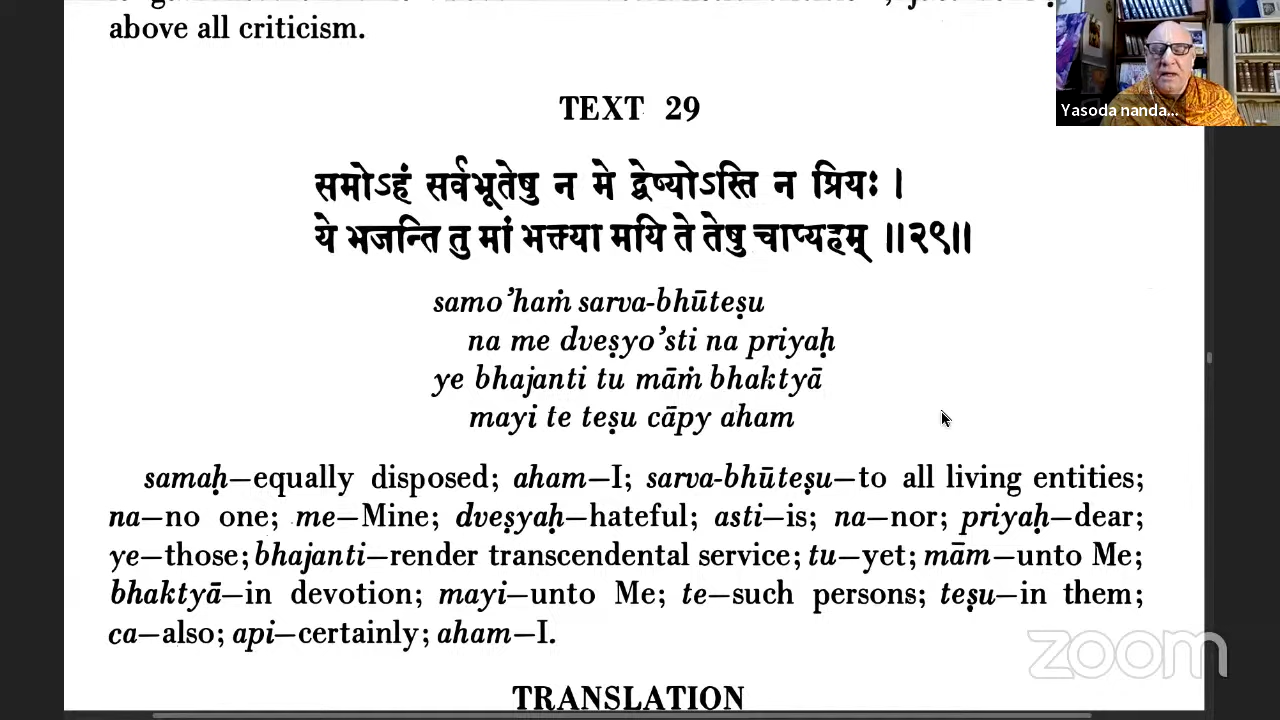 above all criticism.
Yasoda nanda...
TEXT 29
समोऽहं सर्वभूतेषु न मे द्वेष्योऽस्ति न प्रियः ।
ये भजन्ति तु मां भक्त्या मयि ते तेषु चाप्यहम् ॥२९॥
samo’haṁ sarva-bhūteṣu
na me dveṣyo’sti na priyaḥ
ye bhajanti tu māṁ bhaktyā
mayi te teṣu cāpy aham
samaḥ—equally disposed; aham—I; sarva-bhūteṣu—to all living entities;
na—no one; me—Mine; dveṣyaḥ—hateful; asti—is; na—nor; priyaḥ—dear;
ye—those; bhajanti—render transcendental service; tu—yet; mām—unto Me;
bhaktyā—in devotion; mayi—unto Me; te—such persons; teṣu—in them;
ca—also; api—certainly; aham—I.
zoom
TRANSLATION